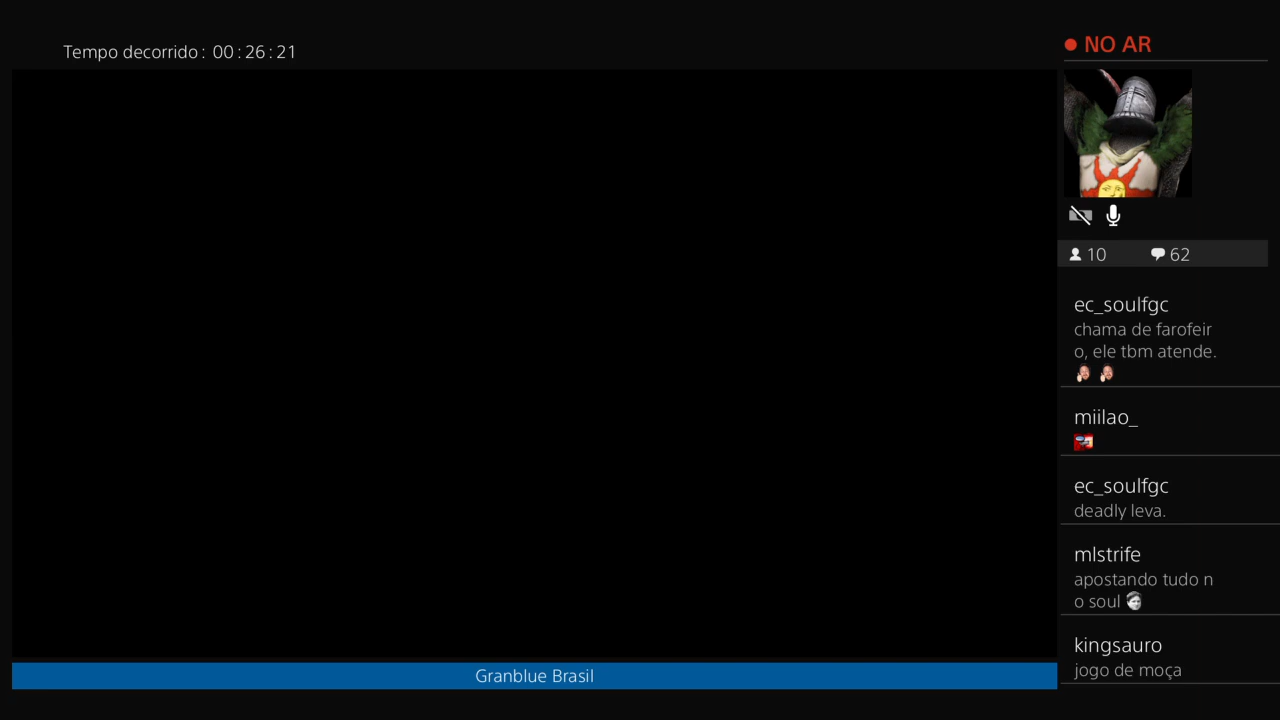 Tempo decorrido: 00:26:21
NO AR
10 62
ec_soulfgc
chama de farofeir
o, ele tbm atende.
miilao_
ec_soulfgc
deadly leva.
mlstrife
apostando tudo n
o soul
kingsauro
jogo de moça
Granblue Brasil